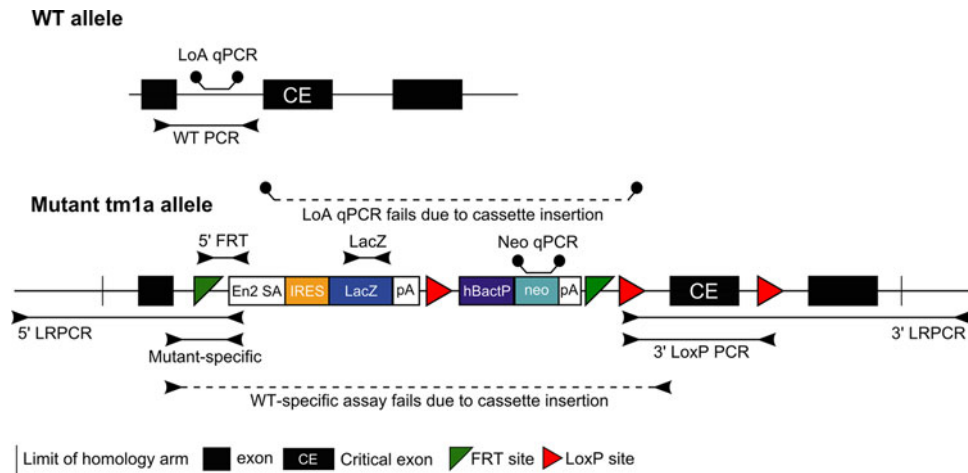 WT allele
LoA qPCR
CE
WT PCR
Mutant tm1a allele
LoA qPCR fails due to cassette insertion
5' FRT
LacZ
Neo qPCR
En2 SA IRES LacZ pA hBactP neo pA CE
5' LRPCR
3' LRPCR
Mutant-specific
3' LoxP PCR
WT-specific assay fails due to cassette insertion
Limit of homology arm exon CE Critical exon FRT site LoxP site